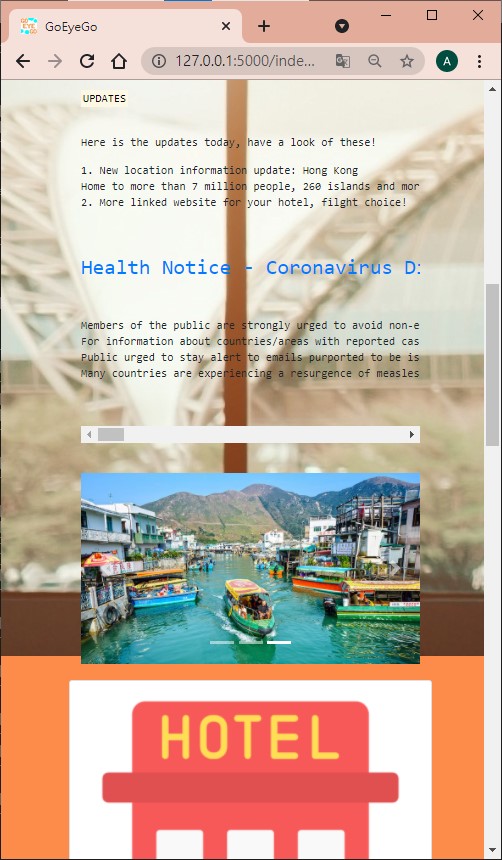 GoEyeGo
127.0.0.1:5000/inde...
A
UPDATES
Here is the updates today, have a look of these!
1. New location information update: Hong Kong
Home to more than 7 million people, 260 islands and mor
2. More linked website for your hotel, filght choice!
Health Notice - Coronavirus Di
Members of the public are strongly urged to avoid non-e
For information about countries/areas with reported cas
Public urged to stay alert to emails purported to be is
Many countries are experiencing a resurgence of measles
HOTEL